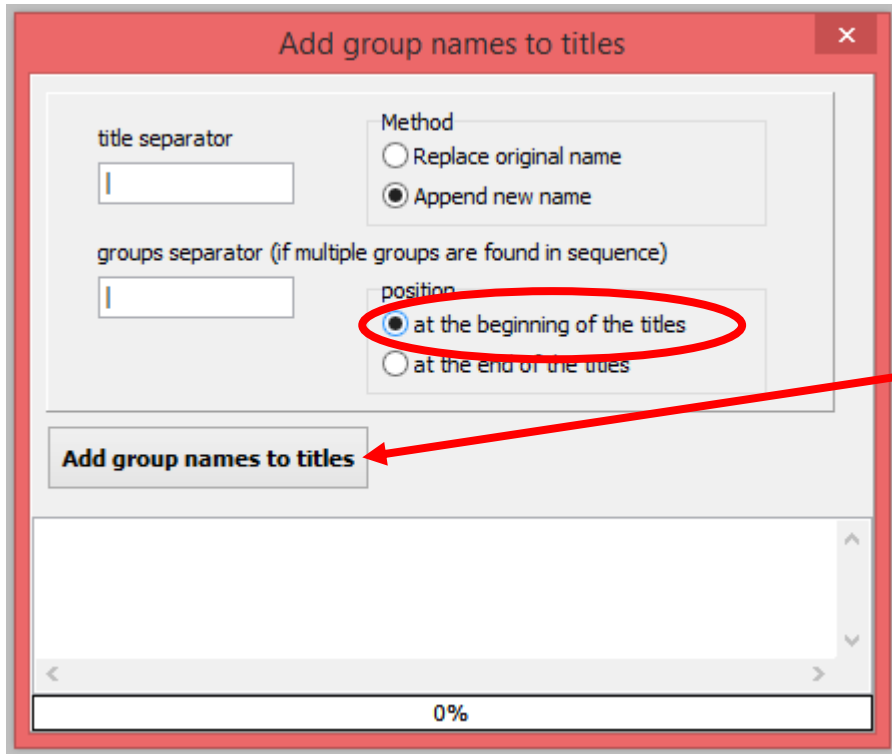 Add group names to titles
×
title separator
|
Method
Replace original name
Append new name
groups separator (if multiple groups are found in sequence)
|
position
at the beginning of the titles
at the end of the titles
Add group names to titles
0%